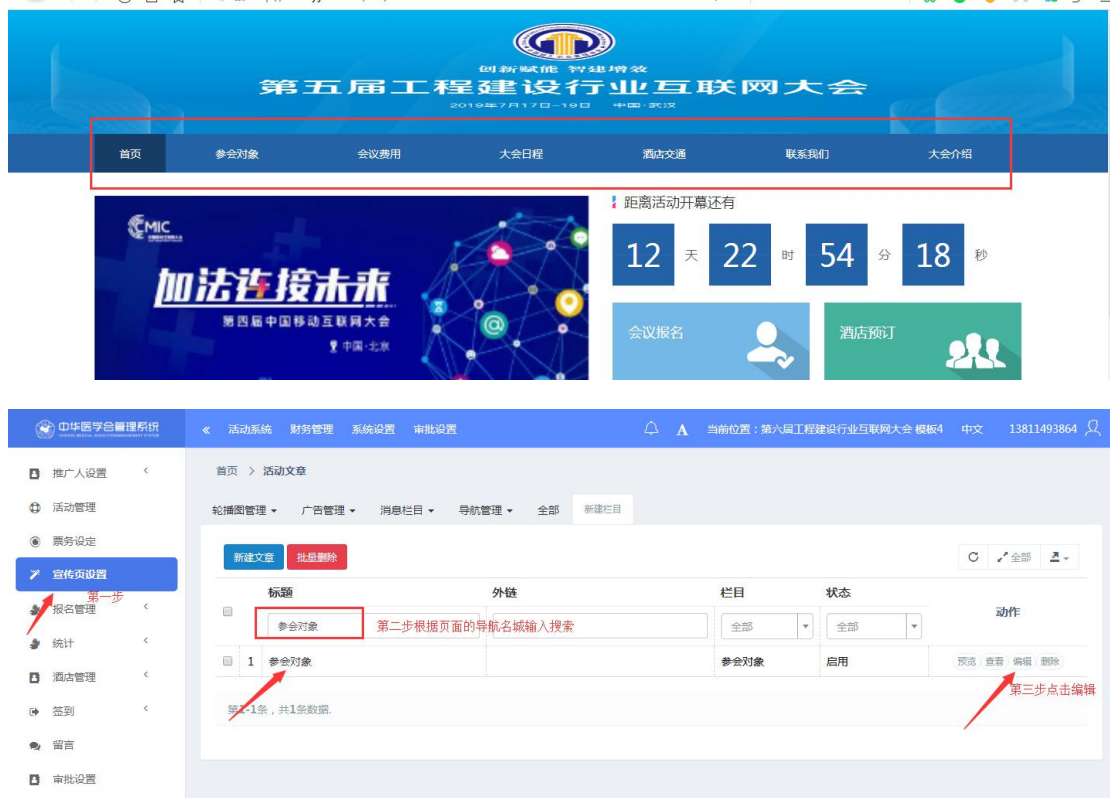 创新赋能 智建增效
第五届工程建设行业互联网大会
2019年7月17日-19日 中国·武汉
首页 参会对象 会议费用 大会日程 酒店交通 联系我们 大会介绍
CMIC
加法连接未来
第四届中国移动互联网大会
中国·北京
距离活动开幕还有
12 天 22 时 54 分 18 秒
会议报名 酒店预订
中华医学会管理系统
« 活动系统 财务管理 系统设置 审批设置 A 当前位置：第六届工程建设行业互联网大会 模板4 中文 13811493864
推广人设置
活动管理
票务设定
宣传页设置
第一步
报名管理
统计
酒店管理
签到
留言
审批设置
首页 > 活动文章
轮播图管理 广告管理 消息栏目 导航管理 全部 新建栏目
新建文章 批量删除 全部
标题 外链 栏目 状态 动作
参会对象 第二步根据页面的导航名城输入搜索 全部 全部
1 参会对象 参会对象 启用 预览 查看 编辑 删除
第三步点击编辑
第1-1条，共1条数据.